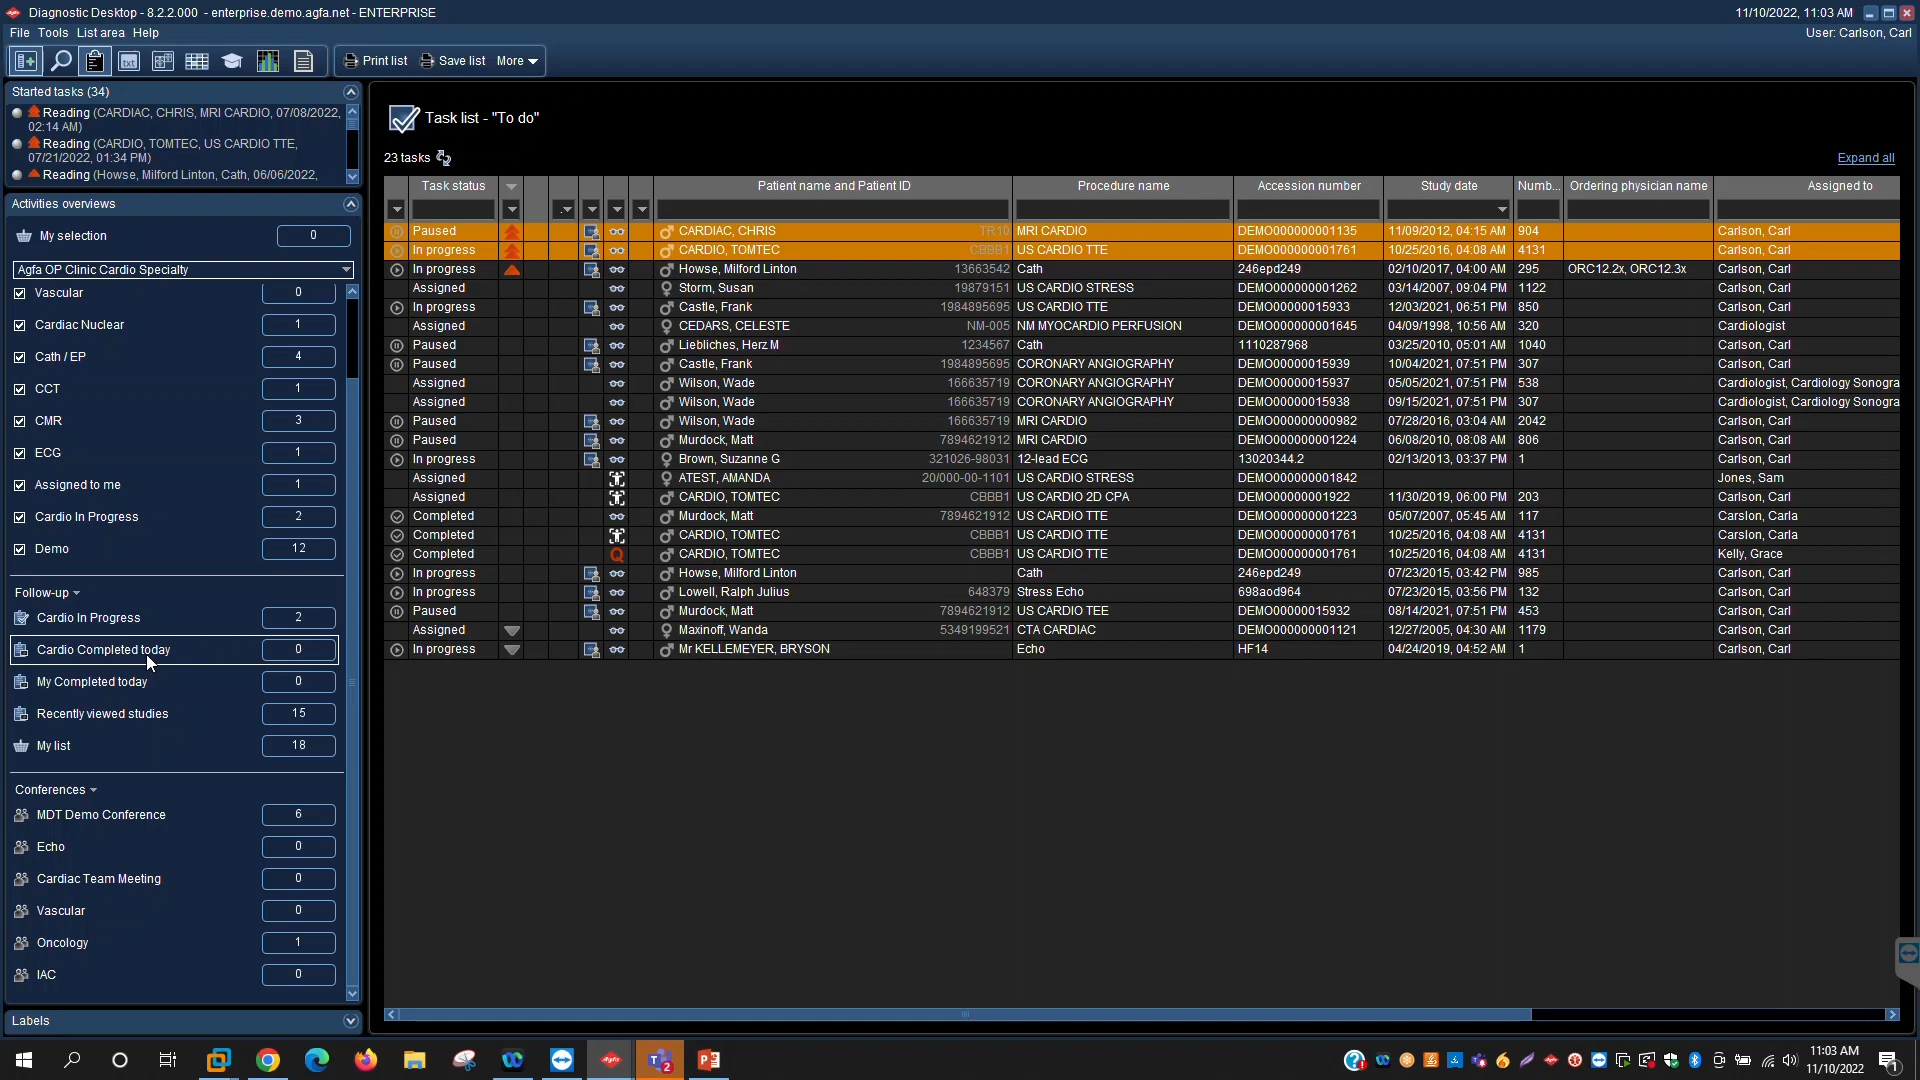 Diagnostic Desktop - 8.2.2.000 - enterprise.demo.agfa.net - ENTERPRISE 11/10/2022, 11:03 AM
File Tools List area Help User: Carlson, Carl
Print list Save list More
Started tasks (34)
Reading (CARDIAC, CHRIS, MRI CARDIO, 07/08/2022,
02:14 AM)
Reading (CARDIO, TOMTEC, US CARDIO TTE,
07/21/2022, 01:34 PM)
Reading (Howse, Milford Linton, Cath, 06/06/2022,
Activities overviews
My selection 0
Agfa OP Clinic Cardio Specialty
Vascular 0
Cardiac Nuclear 1
Cath / EP 4
CCT 1
CMR 3
ECG 1
Assigned to me 1
Cardio In Progress 2
Demo 12
Follow-up
Cardio In Progress 2
Cardio Completed today 0
My Completed today 0
Recently viewed studies 15
My list 18
Conferences
MDT Demo Conference 6
Echo 0
Cardiac Team Meeting 0
Vascular 0
Oncology 1
IAC 0
Labels
Task list - "To do"
23 tasks Expand all
Task status Patient name and Patient ID Procedure name Accession number Study date Numb... Ordering physician name Assigned to
Paused CARDIAC, CHRIS TR10 MRI CARDIO DEMO000000001135 11/09/2012, 04:15 AM 904 Carlson, Carl
In progress CARDIO, TOMTEC CBBB1 US CARDIO TTE DEMO000000001761 10/25/2016, 04:08 AM 4131 Carlson, Carl
In progress Howse, Milford Linton 13663542 Cath 246epd249 02/10/2017, 04:00 AM 295 ORC12.2x, ORC12.3x Carlson, Carl
Assigned Storm, Susan 19879151 US CARDIO STRESS DEMO000000001262 03/14/2007, 09:04 PM 1122 Carlson, Carl
In progress Castle, Frank 1984895695 US CARDIO TTE DEMO000000015933 12/03/2021, 06:51 PM 850 Carlson, Carl
Assigned CEDARS, CELESTE NM-005 NM MYOCARDIO PERFUSION DEMO000000001645 04/09/1998, 10:56 AM 320 Cardiologist
Paused Liebliches, Herz M 1234567 Cath 1110287968 03/25/2010, 05:01 AM 1040 Carlson, Carl
Paused Castle, Frank 1984895695 CORONARY ANGIOGRAPHY DEMO000000015939 10/04/2021, 07:51 PM 307 Carlson, Carl
Assigned Wilson, Wade 166635719 CORONARY ANGIOGRAPHY DEMO000000015937 05/05/2021, 07:51 PM 538 Cardiologist, Cardiology Sonogra
Assigned Wilson, Wade 166635719 CORONARY ANGIOGRAPHY DEMO000000015938 09/15/2021, 07:51 PM 307 Cardiologist, Cardiology Sonogra
Paused Wilson, Wade 166635719 MRI CARDIO DEMO000000000982 07/28/2016, 03:04 AM 2042 Carlson, Carl
Paused Murdock, Matt 7894621912 MRI CARDIO DEMO000000001224 06/08/2010, 08:08 AM 806 Carlson, Carl
In progress Brown, Suzanne G 321026-98031 12-lead ECG 13020344.2 02/13/2013, 03:37 PM 1 Carlson, Carl
Assigned ATEST, AMANDA 20/000-00-1101 US CARDIO STRESS DEMO000000001842 Jones, Sam
Assigned CARDIO, TOMTEC CBBB1 US CARDIO 2D CPA DEMO000000001922 11/30/2019, 06:00 PM 203 Carlson, Carl
Completed Murdock, Matt 7894621912 US CARDIO TTE DEMO000000001223 05/07/2007, 05:45 AM 117 Carslon, Carla
Completed CARDIO, TOMTEC CBBB1 US CARDIO TTE DEMO000000001761 10/25/2016, 04:08 AM 4131 Carslon, Carla
Completed Q CARDIO, TOMTEC CBBB1 US CARDIO TTE DEMO000000001761 10/25/2016, 04:08 AM 4131 Kelly, Grace
In progress Howse, Milford Linton Cath 246epd249 07/23/2015, 03:42 PM 985 Carlson, Carl
In progress Lowell, Ralph Julius 648379 Stress Echo 698aod964 07/23/2015, 03:56 PM 132 Carlson, Carl
Paused Murdock, Matt 7894621912 US CARDIO TEE DEMO000000015932 08/14/2021, 07:51 PM 453 Carlson, Carl
Assigned Maximoff, Wanda 5349199521 CTA CARDIAC DEMO000000001121 12/27/2005, 04:30 AM 1179 Carlson, Carl
In progress Mr KELLEMEYER, BRYSON Echo HF14 04/24/2019, 04:52 AM 1 Carlson, Carl
11:03 AM
11/10/2022